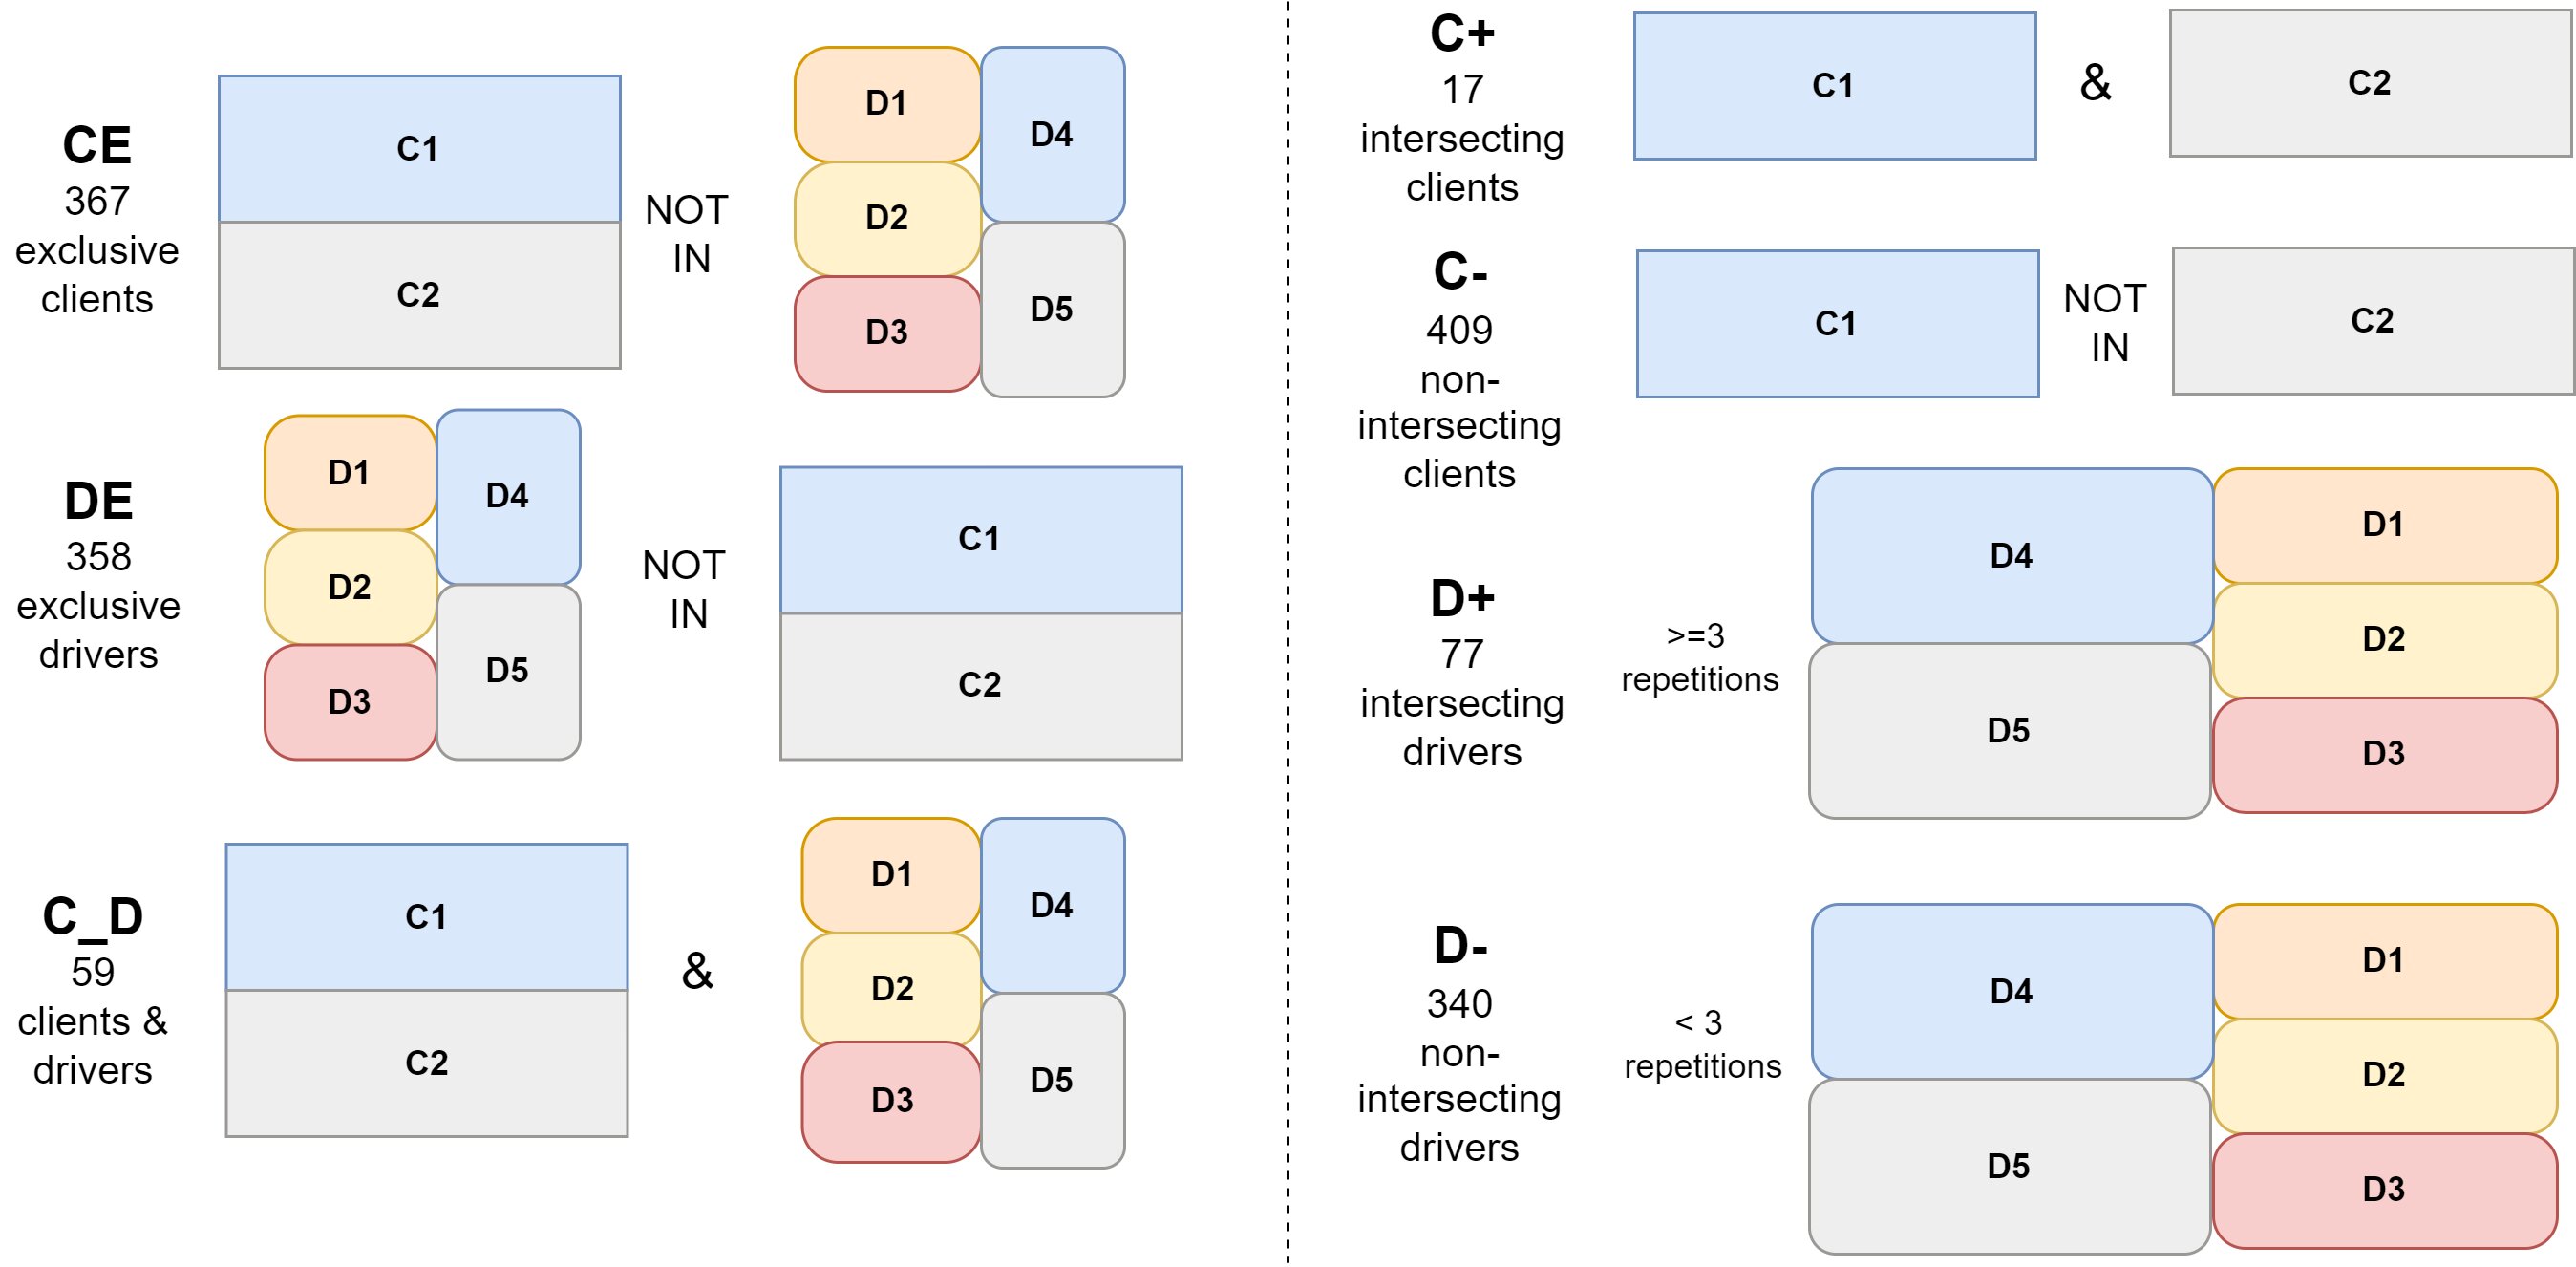 CE
367
exclusive
clients
C1
C2
NOT
IN
D1
D2
D3
D4
D5
DE
358
exclusive
drivers
D1
D2
D3
D4
D5
NOT
IN
C1
C2
C_D
59
clients &
drivers
C1
C2
&
D1
D2
D3
D4
D5
C+
17
intersecting
clients
C1
&
C2
C-
409
non-
intersecting
clients
C1
NOT
IN
C2
D+
77
intersecting
drivers
>=3
repetitions
D4
D5
D1
D2
D3
D-
340
non-
intersecting
drivers
< 3
repetitions
D4
D5
D1
D2
D3